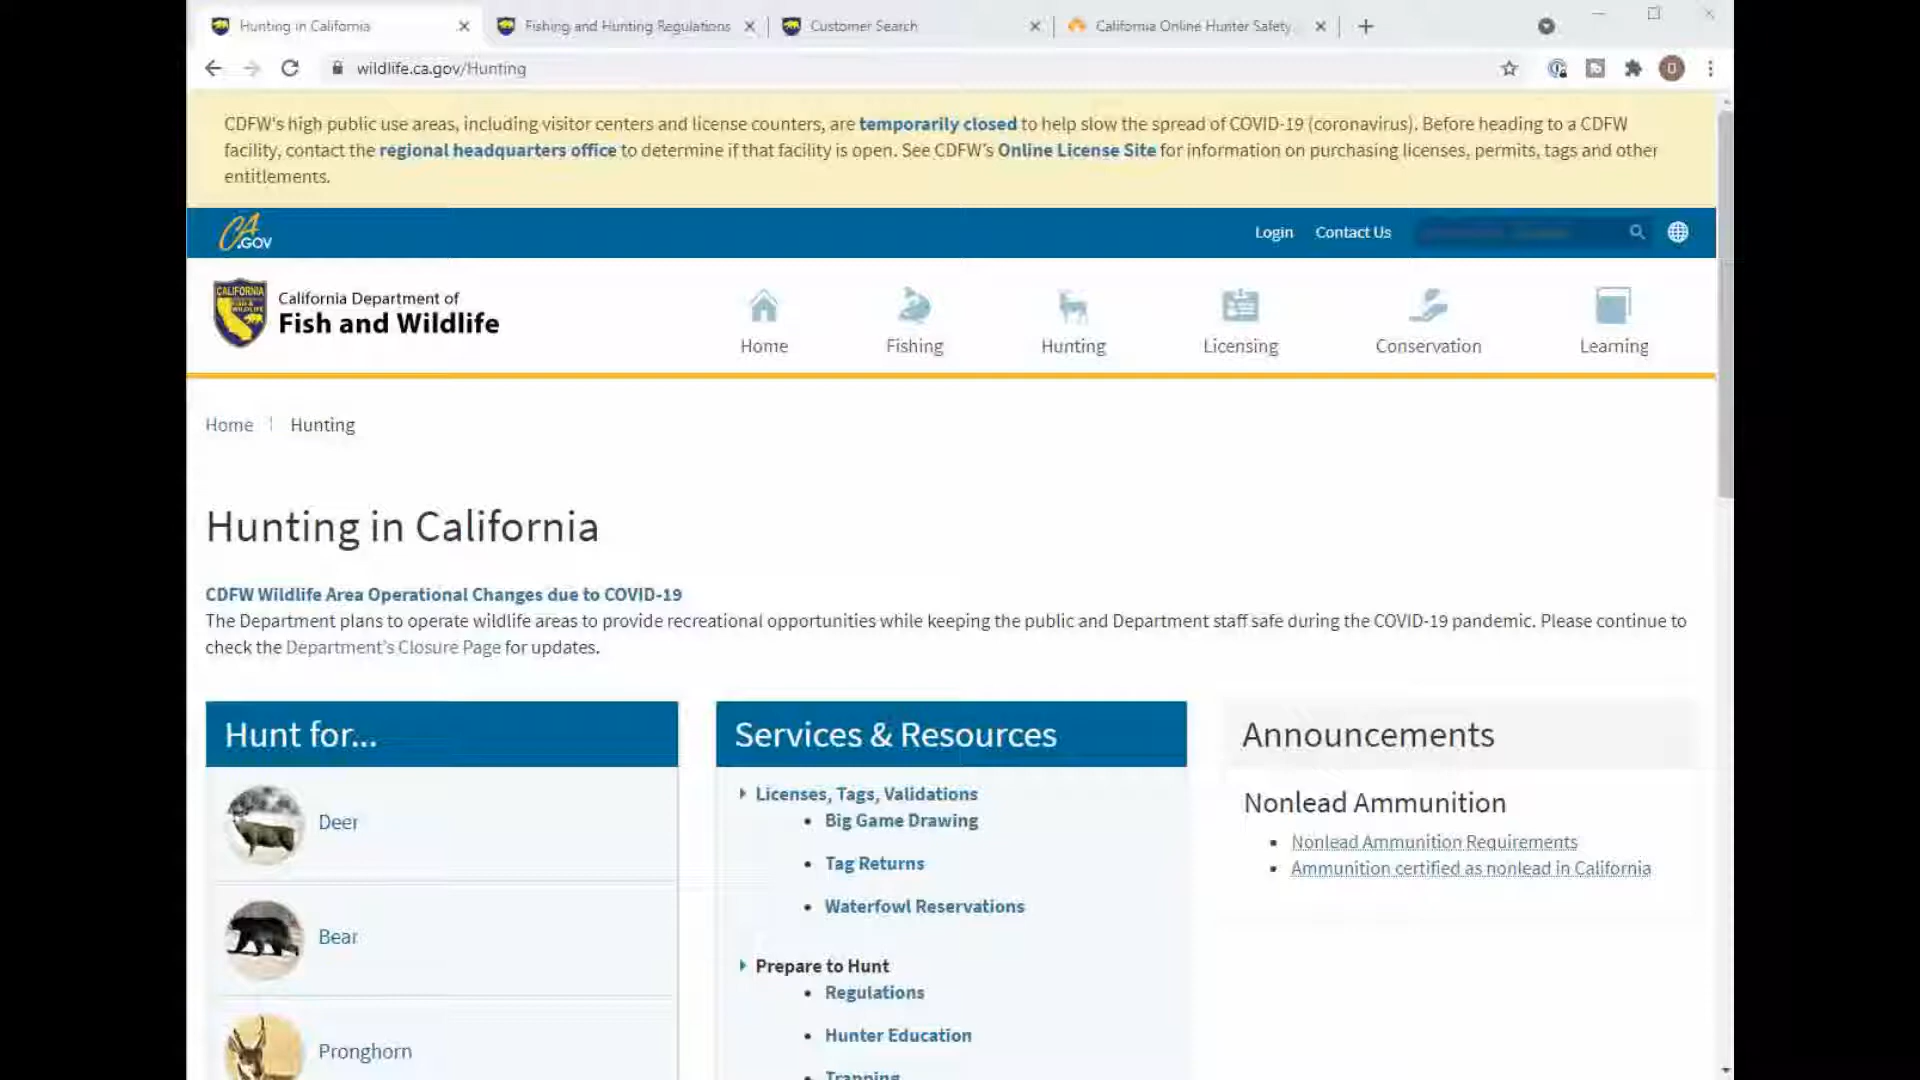 Hunting in California
Fishing and Hunting Regulations
Customer Search
California Online Hunter Safety
wildlife.ca.gov/Hunting
D
CDFW's high public use areas, including visitor centers and license counters, are temporarily closed to help slow the spread of COVID-19 (coronavirus). Before heading to a CDFW
facility, contact the regional headquarters office to determine if that facility is open. See CDFW's Online License Site for information on purchasing licenses, permits, tags and other
entitlements.
CA
.GOV
Login
Contact Us
CALIFORNIA
California Department of
Fish and Wildlife
Home
Fishing
Hunting
Licensing
Conservation
Learning
Home
Hunting
Hunting in California
CDFW Wildlife Area Operational Changes due to COVID-19
The Department plans to operate wildlife areas to provide recreational opportunities while keeping the public and Department staff safe during the COVID-19 pandemic. Please continue to
check the Department's Closure Page for updates.
Hunt for...
Deer
Bear
Pronghorn
Services & Resources
Licenses, Tags, Validations
• Big Game Drawing
• Tag Returns
• Waterfowl Reservations
Prepare to Hunt
• Regulations
• Hunter Education
Trapping
Announcements
Nonlead Ammunition
Nonlead Ammunition Requirements
Ammunition certified as nonlead in California